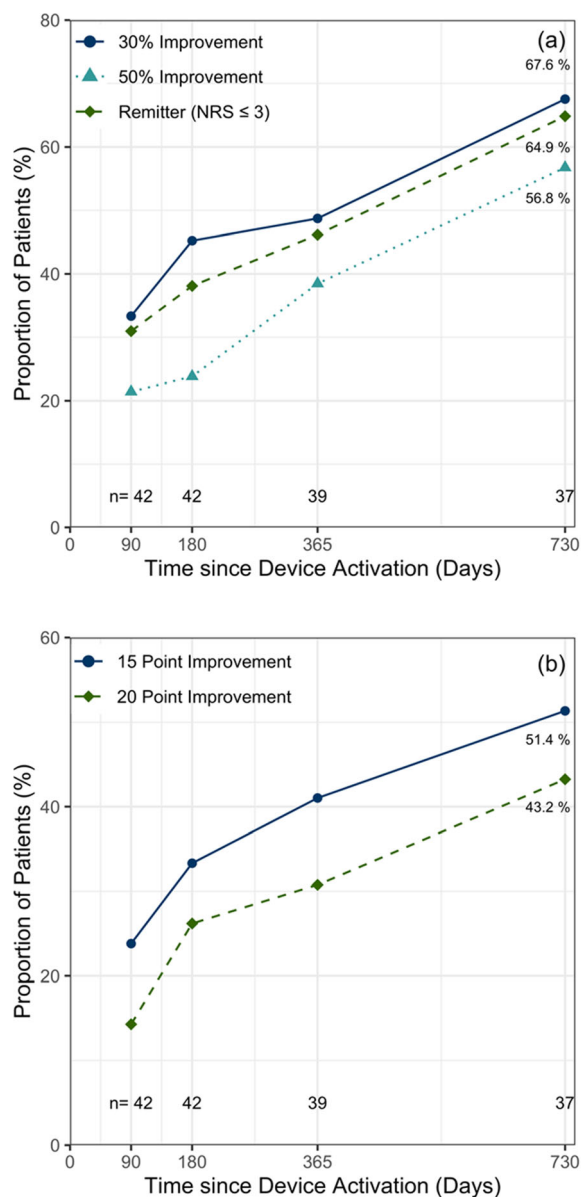 (a)
30% Improvement
50% Improvement
Remitter (NRS ≤ 3)
67.6 %
64.9 %
56.8 %
80
60
40
20
0
Proportion of Patients (%)
n= 42 42 39 37
0 90 180 365 730
Time since Device Activation (Days)
(b)
15 Point Improvement
20 Point Improvement
51.4 %
43.2 %
60
40
20
0
Proportion of Patients (%)
n= 42 42 39 37
0 90 180 365 730
Time since Device Activation (Days)